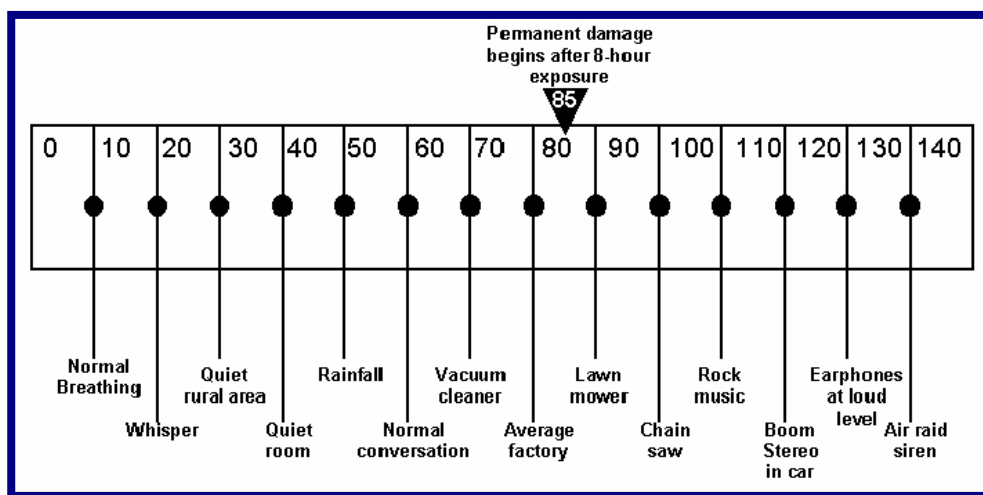 Permanent damage
begins after 8-hour
exposure
85
0 10 20 30 40 50 60 70 80 90 100 110 120 130 140
Normal
Breathing
Whisper
Quiet
rural area
Quiet
room
Rainfall
Normal
conversation
Vacuum
cleaner
Average
factory
Lawn
mower
Chain
saw
Rock
music
Boom
Stereo
in car
Earphones
at loud
level
Air raid
siren